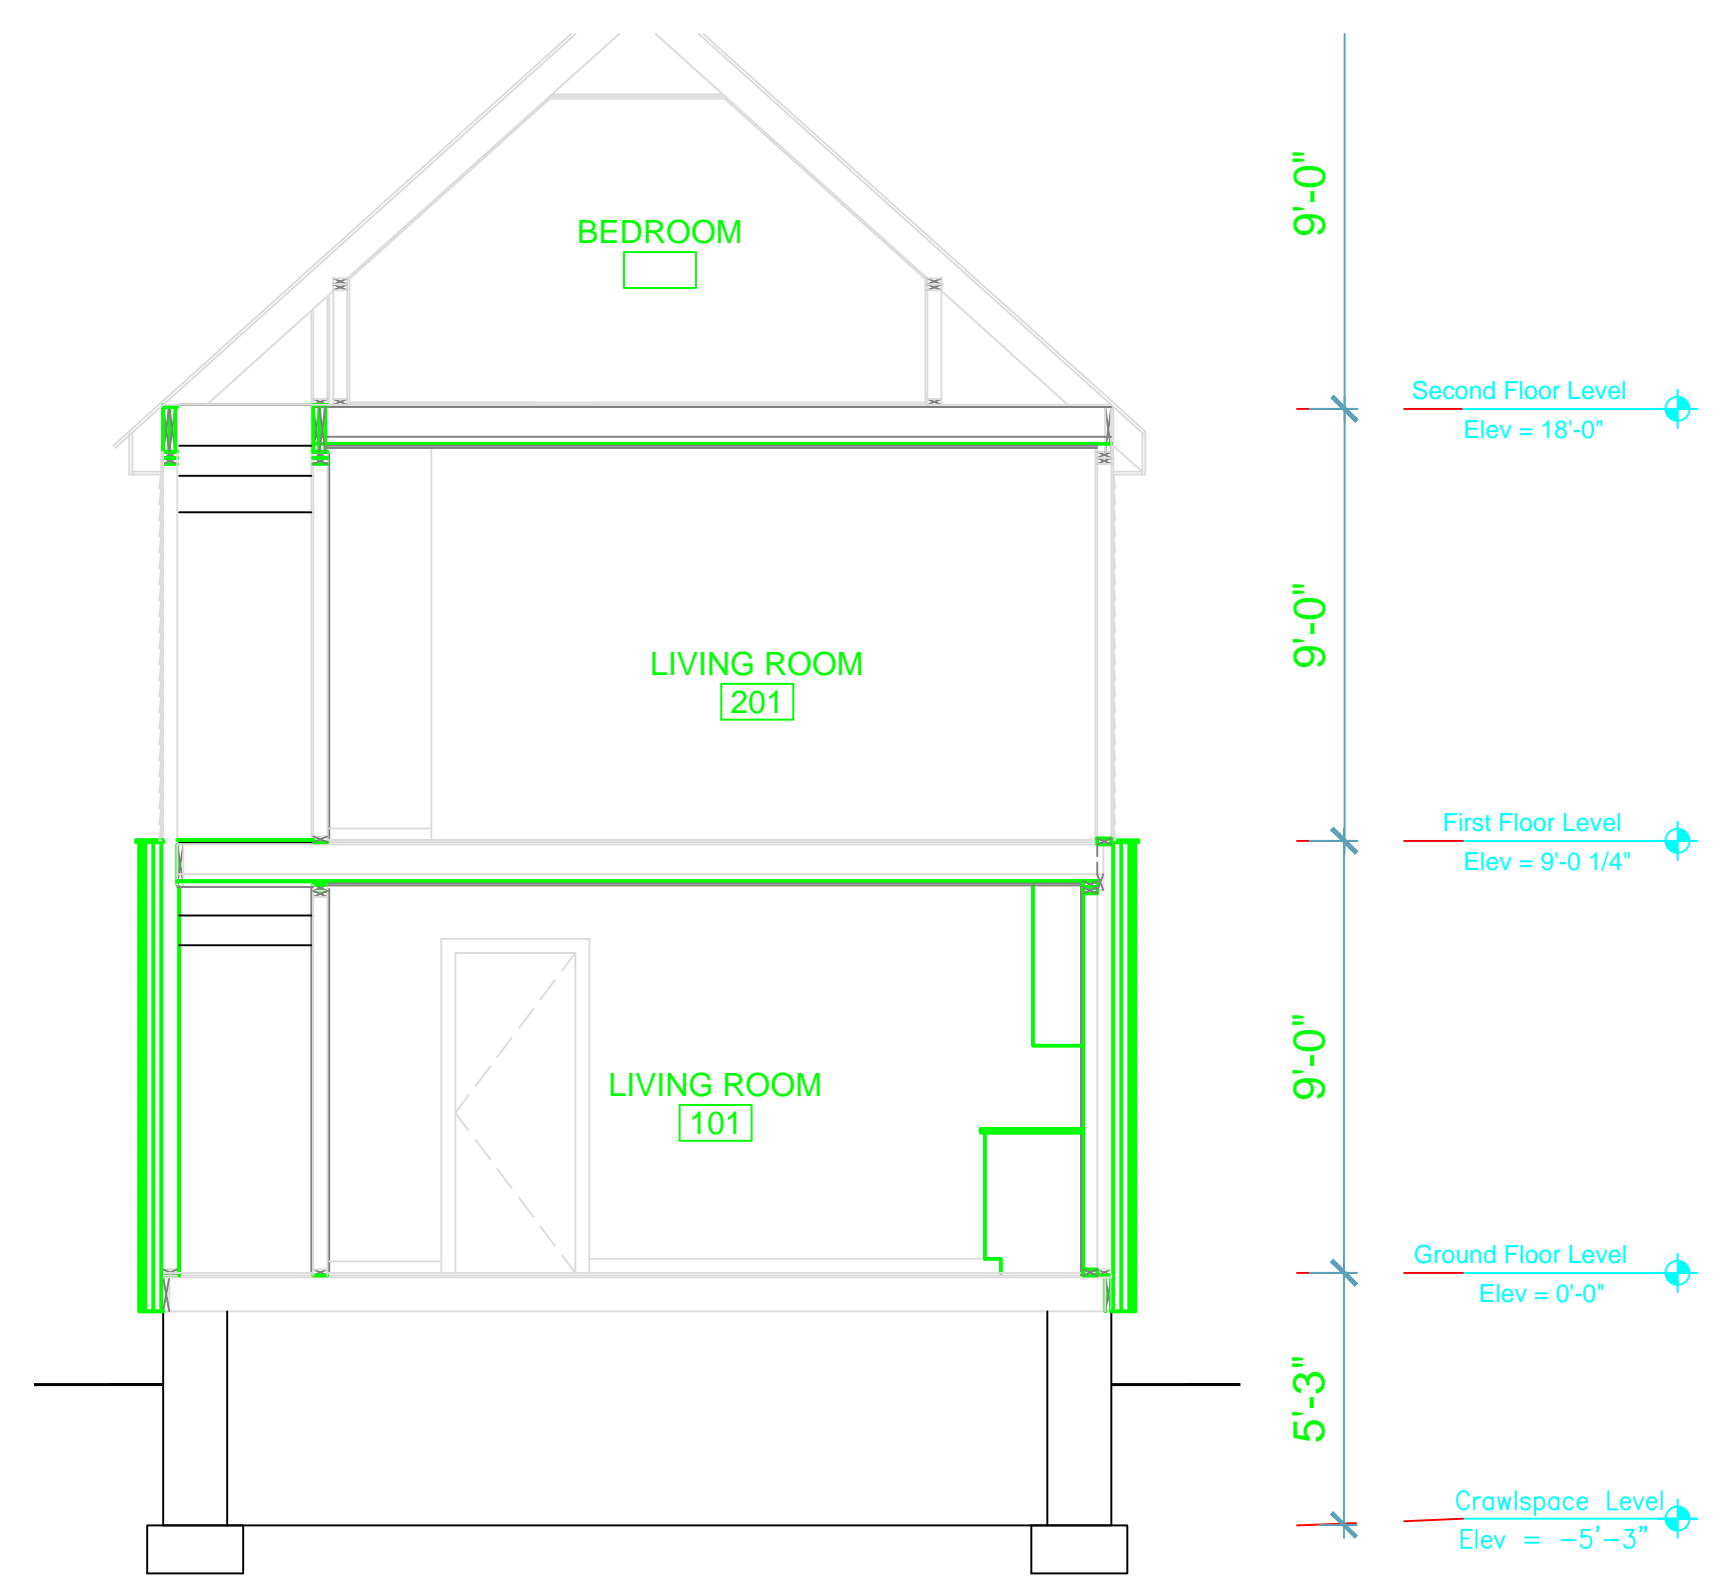 9'-0"
BEDROOM
Second Floor Level
Elev = 18'-0"
9'-0"
LIVING ROOM
201
First Floor Level
Elev = 9'-0 1/4"
9'-0"
LIVING ROOM
101
Ground Floor Level
Elev = 0'-0"
5'-3"
Crawlspace Level
Elev = -5'-3"